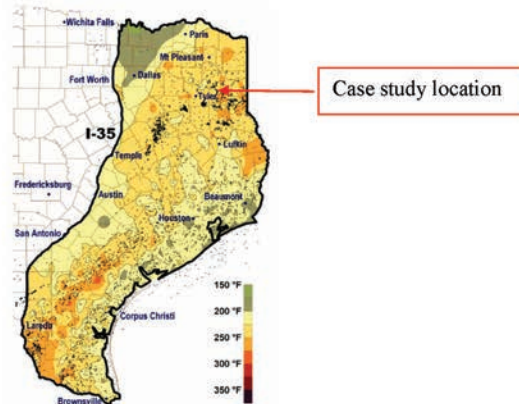 Wichita Falls
Paris
Mt Pleasant
Fort Worth
Dallas
Tyler
Case study location
I-35
Temple
Lufkin
Fredericksburg
Austin
Beaumont
Houston
San Antonio
150 °F
200 °F
250 °F
300 °F
350 °F
Corpus Christi
Laredo
Brownsville